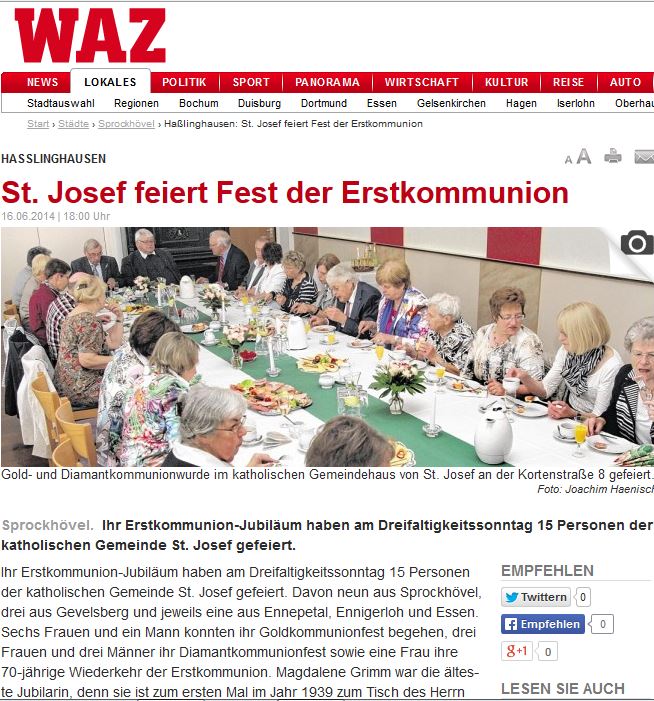 WAZ
NEWS LOKALES POLITIK SPORT PANORAMA WIRTSCHAFT KULTUR REISE AUTO
Stadtauswahl Regionen Bochum Duisburg Dortmund Essen Gelsenkirchen Hagen Iserlohn Oberhau
Start › Städte › Sprockhövel › Haßlinghausen: St. Josef feiert Fest der Erstkommunion
HASSLINGHAUSEN
A A
St. Josef feiert Fest der Erstkommunion
16.06.2014 | 18:00 Uhr
Gold- und Diamantkommunionwurde im katholischen Gemeindehaus von St. Josef an der Kortenstraße 8 gefeiert.
Foto: Joachim Haenisch
Sprockhövel. Ihr Erstkommunion-Jubiläum haben am Dreifaltigkeitssonntag 15 Personen der
katholischen Gemeinde St. Josef gefeiert.
Ihr Erstkommunion-Jubiläum haben am Dreifaltigkeitssonntag 15 Personen
der katholischen Gemeinde St. Josef gefeiert. Davon neun aus Sprockhövel,
drei aus Gevelsberg und jeweils eine aus Ennepetal, Ennigerloh und Essen.
Sechs Frauen und ein Mann konnten ihr Goldkommunionfest begehen, drei
Frauen und drei Männer ihr Diamantkommunionfest sowie eine Frau ihre
70-jährige Wiederkehr der Erstkommunion. Magdalene Grimm war die ältes-
te Jubilarin, denn sie ist zum ersten Mal im Jahr 1939 zum Tisch des Herrn
EMPFEHLEN
Twittern 0
Empfehlen 0
g+1 0
LESEN SIE AUCH